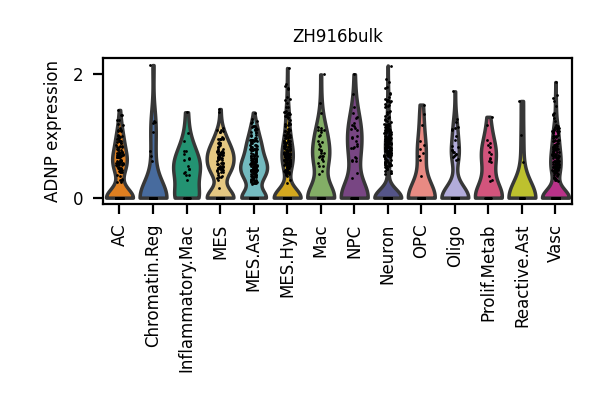 ZH916bulk
ADNP expression
2
0
AC
Chromatin.Reg
Inflammatory.Mac
MES
MES.Ast
MES.Hyp
Mac
NPC
Neuron
OPC
Oligo
Prolif.Metab
Reactive.Ast
Vasc